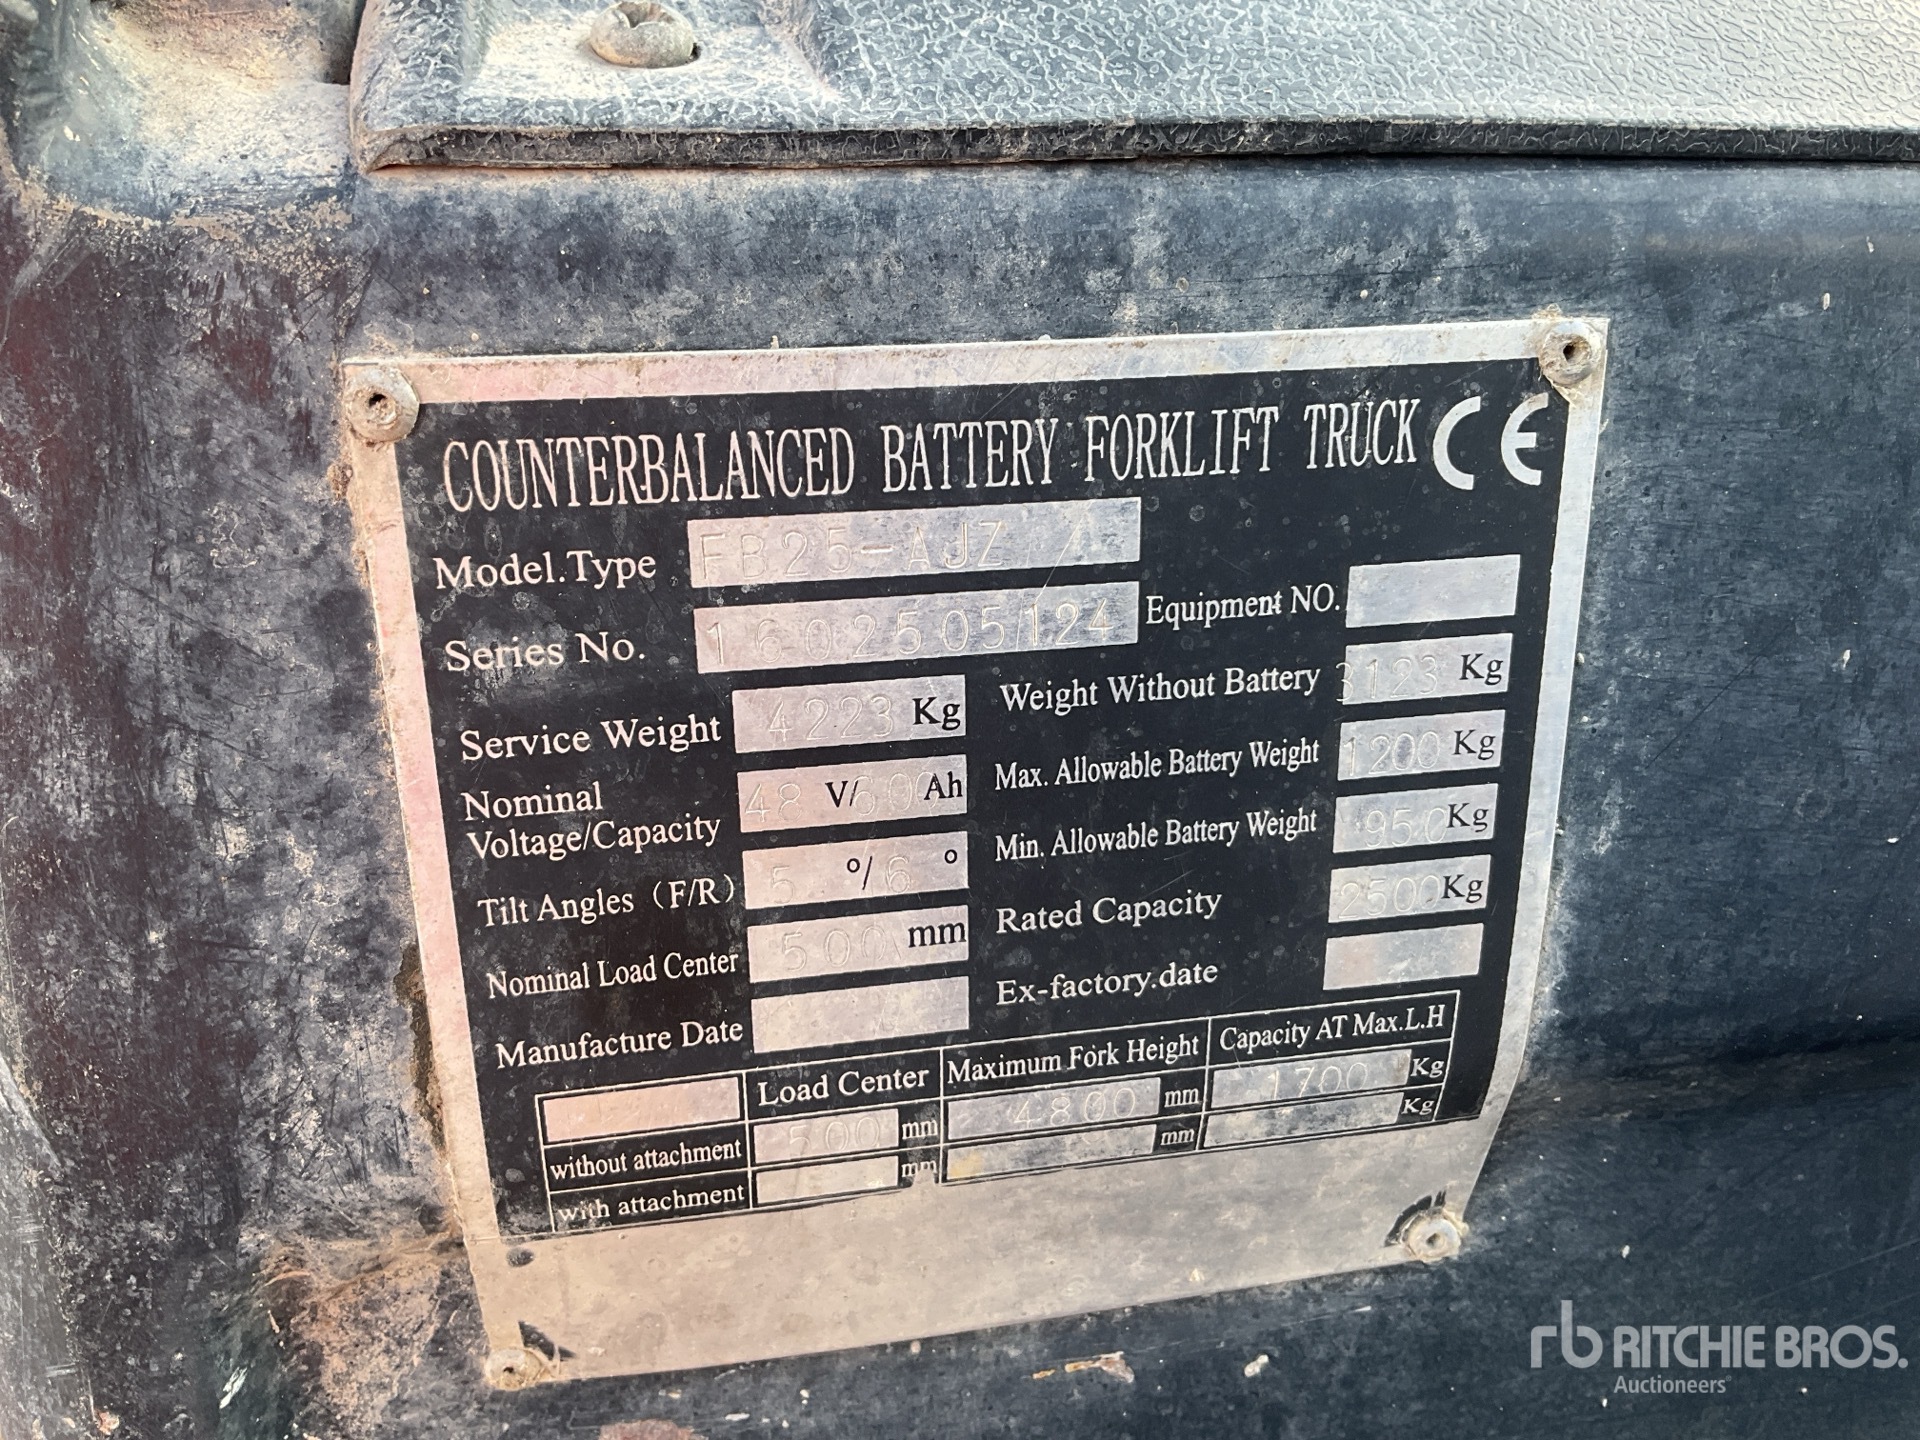 COUNTERBALANCED BATTERY FORKLIFT TRUCK CE
Model.Type FB25-AJZ
Series No. 1602505124 Equipment NO.
Service Weight 4223 Kg Weight Without Battery 3123 Kg
Nominal Voltage/Capacity 48 V/600 Ah Max. Allowable Battery Weight 1200 Kg
Min. Allowable Battery Weight 950 Kg
Tilt Angles (F/R) 5 °/6 ° Rated Capacity 2500 Kg
Nominal Load Center 500 mm Ex-factory.date
Manufacture Date
Load Center Maximum Fork Height Capacity AT Max.L.H
without attachment 500 mm 4800 mm 1700 Kg
with attachment mm mm Kg
rb RITCHIE BROS.
Auctioneers